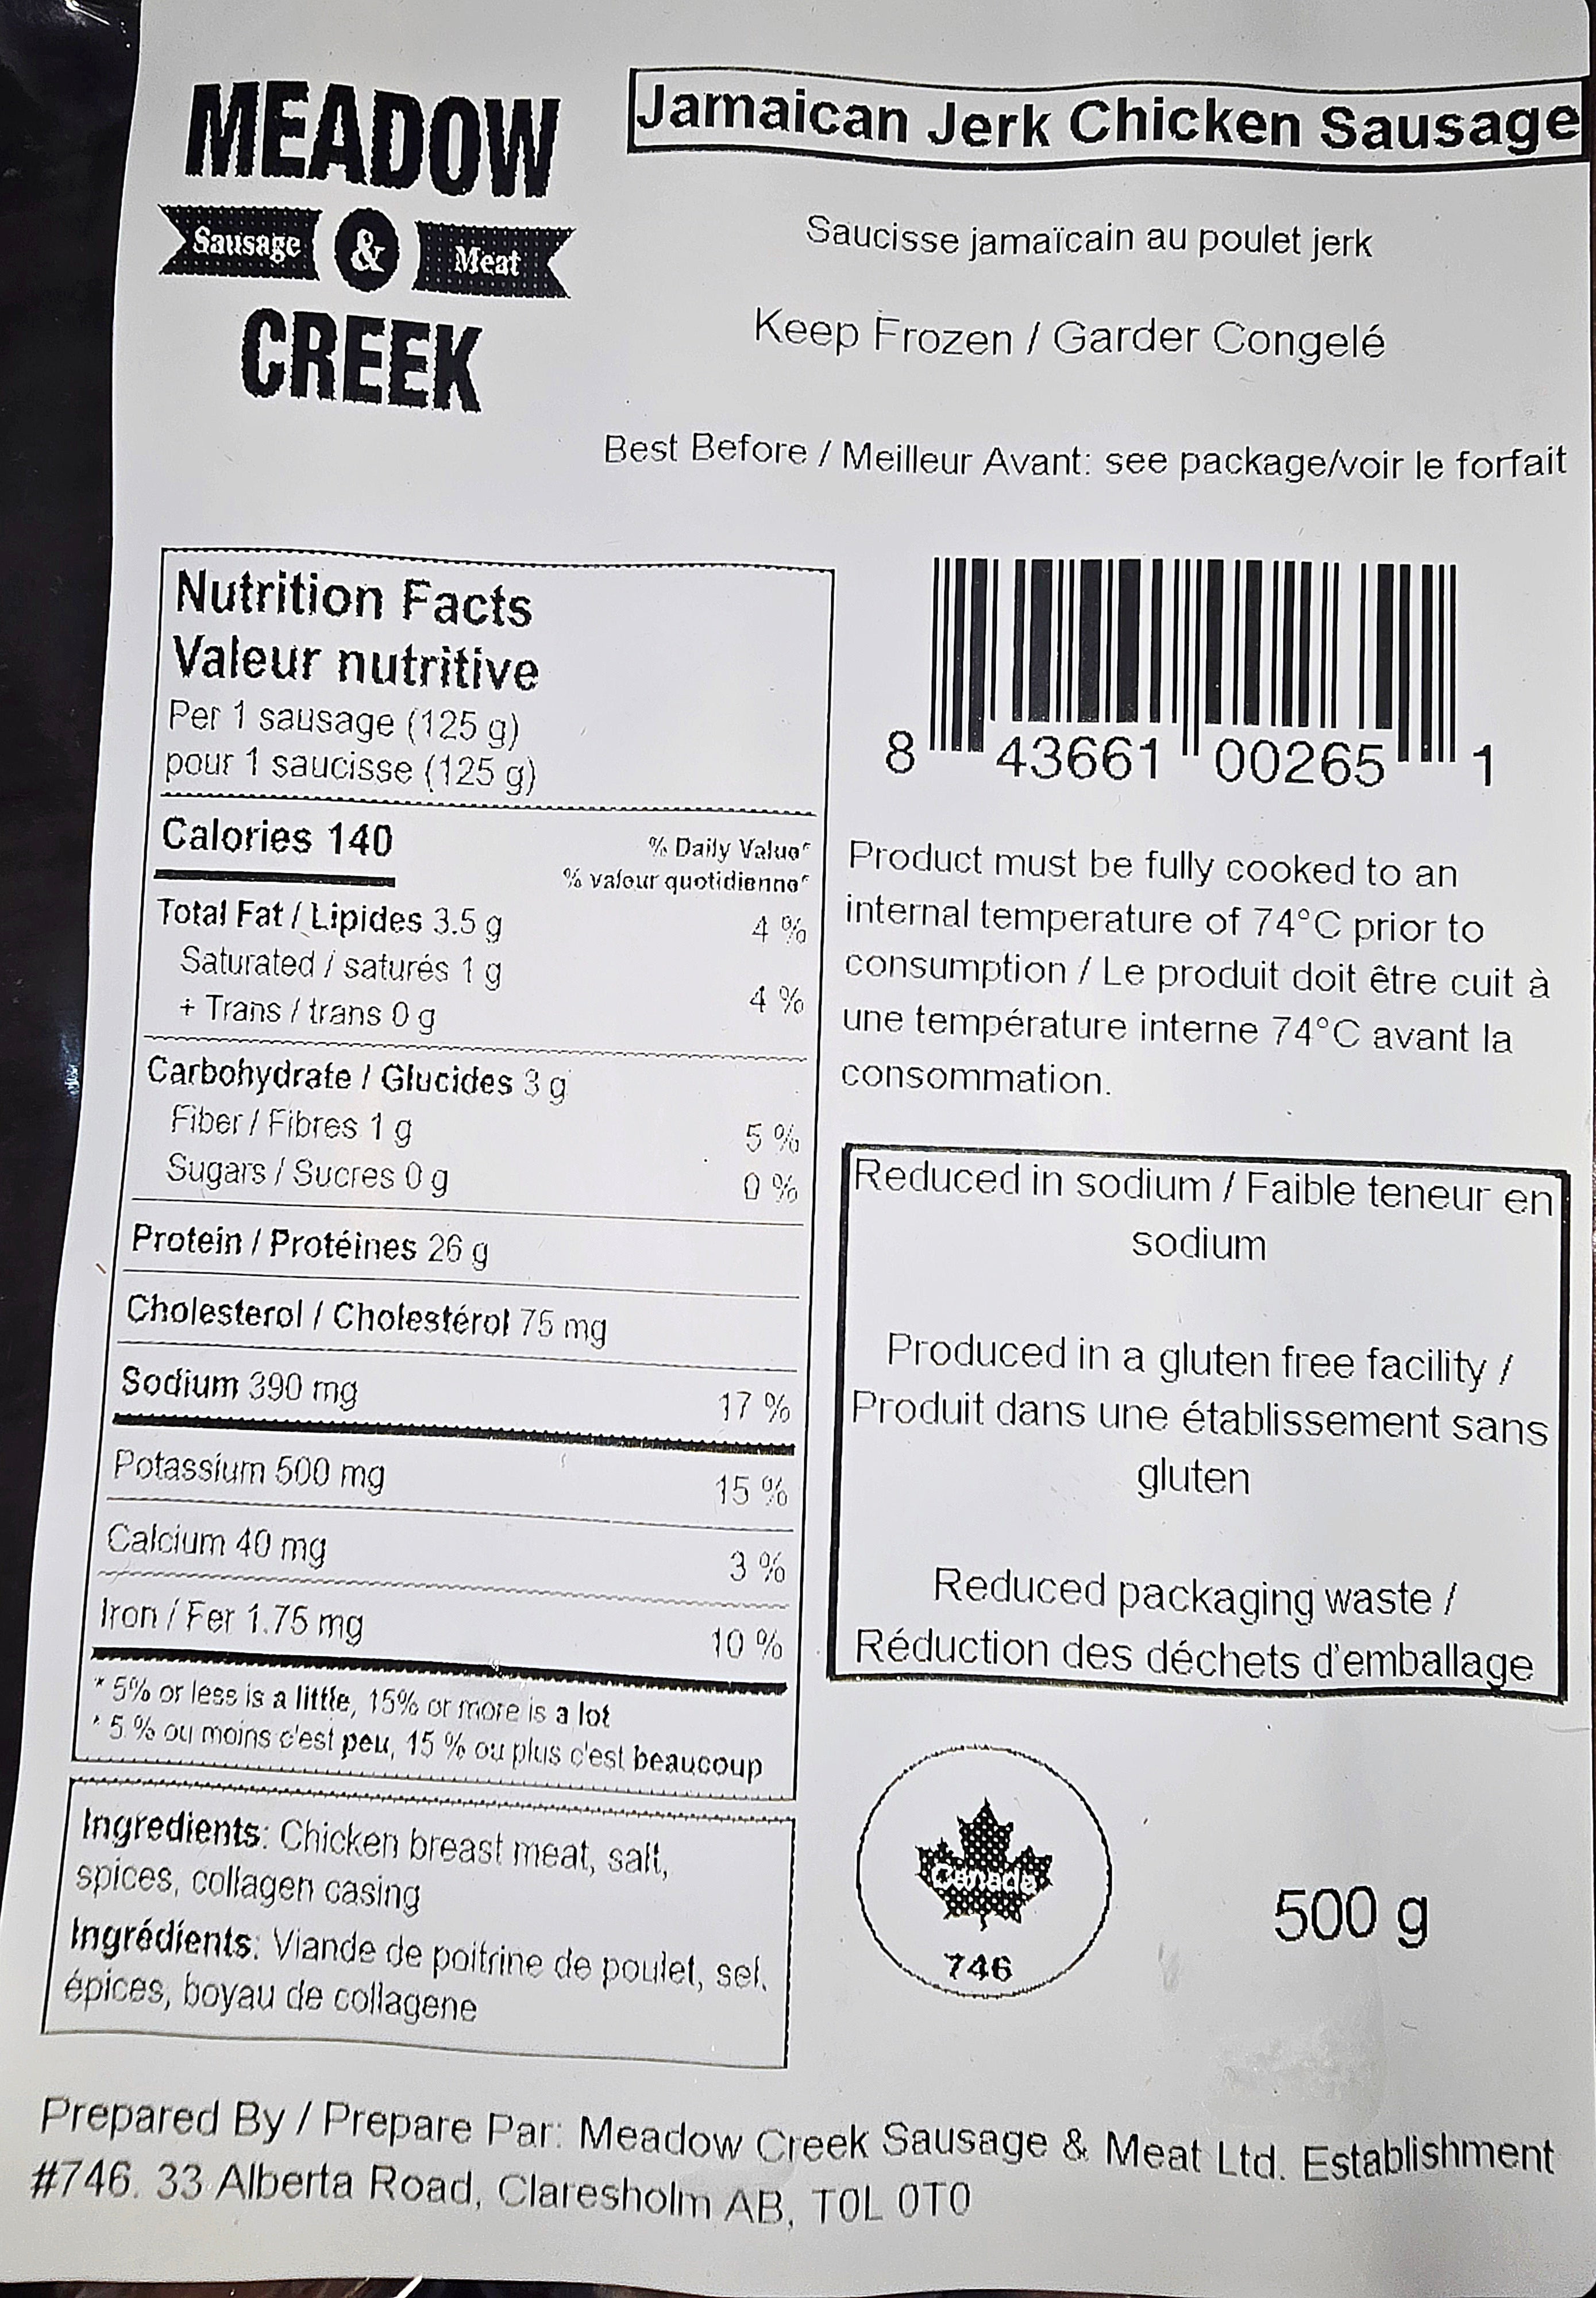 MEADOW
Sausage & Meat
CREEK
Jamaican Jerk Chicken Sausage
Saucisse jamaïcain au poulet jerk
Keep Frozen / Garder Congelé
Best Before / Meilleur Avant: see package/voir le forfait
Nutrition Facts
Valeur nutritive
Per 1 sausage (125 g)
pour 1 saucisse (125 g)
Calories 140
% Daily Value*
% valeur quotidienne*
Total Fat / Lipides 3.5 g 4 %
Saturated / saturés 1 g
+ Trans / trans 0 g 4 %
Carbohydrate / Glucides 3 g
Fiber / Fibres 1 g 5 %
Sugars / Sucres 0 g 0 %
Protein / Protéines 26 g
Cholesterol / Cholestérol 75 mg
Sodium 390 mg 17 %
Potassium 500 mg 15 %
Calcium 40 mg 3 %
Iron / Fer 1.75 mg 10 %
* 5% or less is a little, 15% or more is a lot
* 5 % ou moins c'est peu, 15 % ou plus c'est beaucoup
Ingredients: Chicken breast meat, salt,
spices, collagen casing
Ingrédients: Viande de poitrine de poulet, sel,
épices, boyau de collagene
8 43661 00265 1
Product must be fully cooked to an
internal temperature of 74°C prior to
consumption / Le produit doit être cuit à
une température interne 74°C avant la
consommation.
Reduced in sodium / Faible teneur en
sodium
Produced in a gluten free facility /
Produit dans une établissement sans
gluten
Reduced packaging waste /
Réduction des déchets d'emballage
Canada
746
500 g
Prepared By / Prepare Par: Meadow Creek Sausage & Meat Ltd. Establishment
#746. 33 Alberta Road, Claresholm AB, T0L 0T0